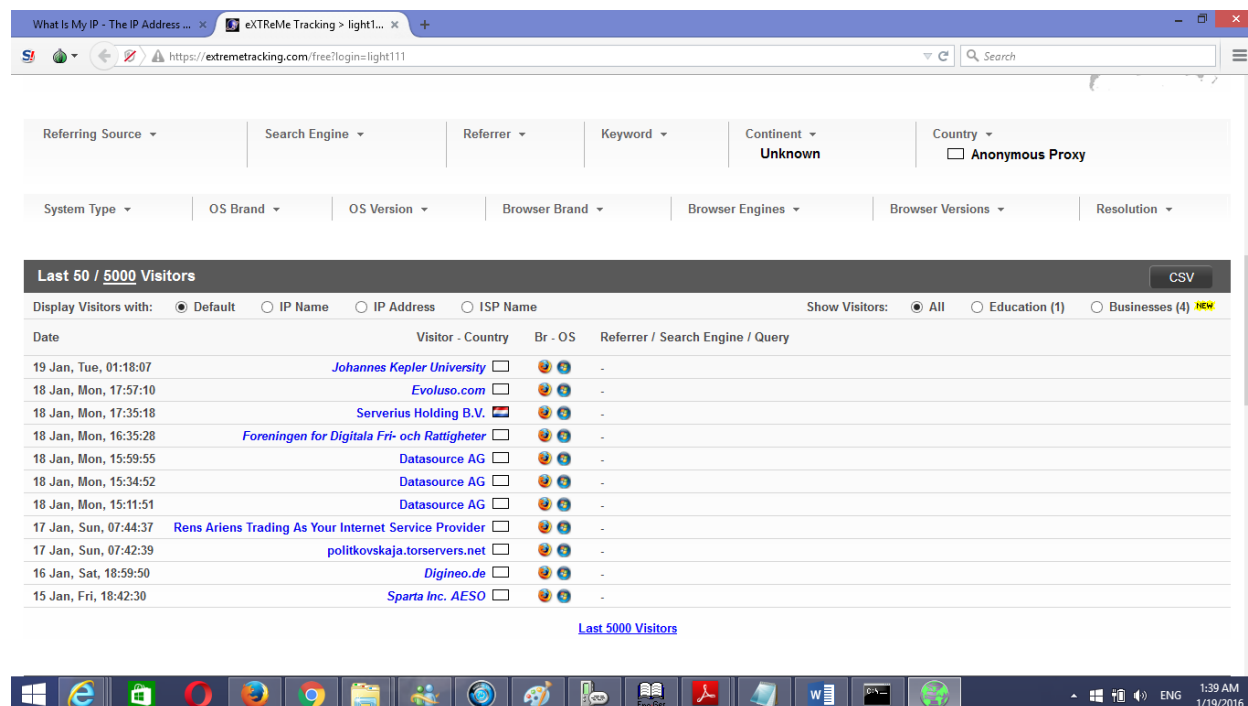 What Is My IP - The IP Address ...
eXTReMe Tracking > light1...
https://extremetracking.com/free?login=light111
Search
Referring Source Search Engine Referrer Keyword Continent Country
Unknown Anonymous Proxy
System Type OS Brand OS Version Browser Brand Browser Engines Browser Versions Resolution
Last 50 / 5000 Visitors CSV
Display Visitors with: Default IP Name IP Address ISP Name Show Visitors: All Education (1) Businesses (4) NEW
Date Visitor - Country Br - OS Referrer / Search Engine / Query
19 Jan, Tue, 01:18:07 Johannes Kepler University -
18 Jan, Mon, 17:57:10 Evoluso.com -
18 Jan, Mon, 17:35:18 Serverius Holding B.V. -
18 Jan, Mon, 16:35:28 Foreningen for Digitala Fri- och Rattigheter -
18 Jan, Mon, 15:59:55 Datasource AG -
18 Jan, Mon, 15:34:52 Datasource AG -
18 Jan, Mon, 15:11:51 Datasource AG -
17 Jan, Sun, 07:44:37 Rens Ariens Trading As Your Internet Service Provider -
17 Jan, Sun, 07:42:39 politkovskaja.torservers.net -
16 Jan, Sat, 18:59:50 Digineo.de -
15 Jan, Fri, 18:42:30 Sparta Inc. AESO -
Last 5000 Visitors
ENG 1:39 AM
1/19/2016